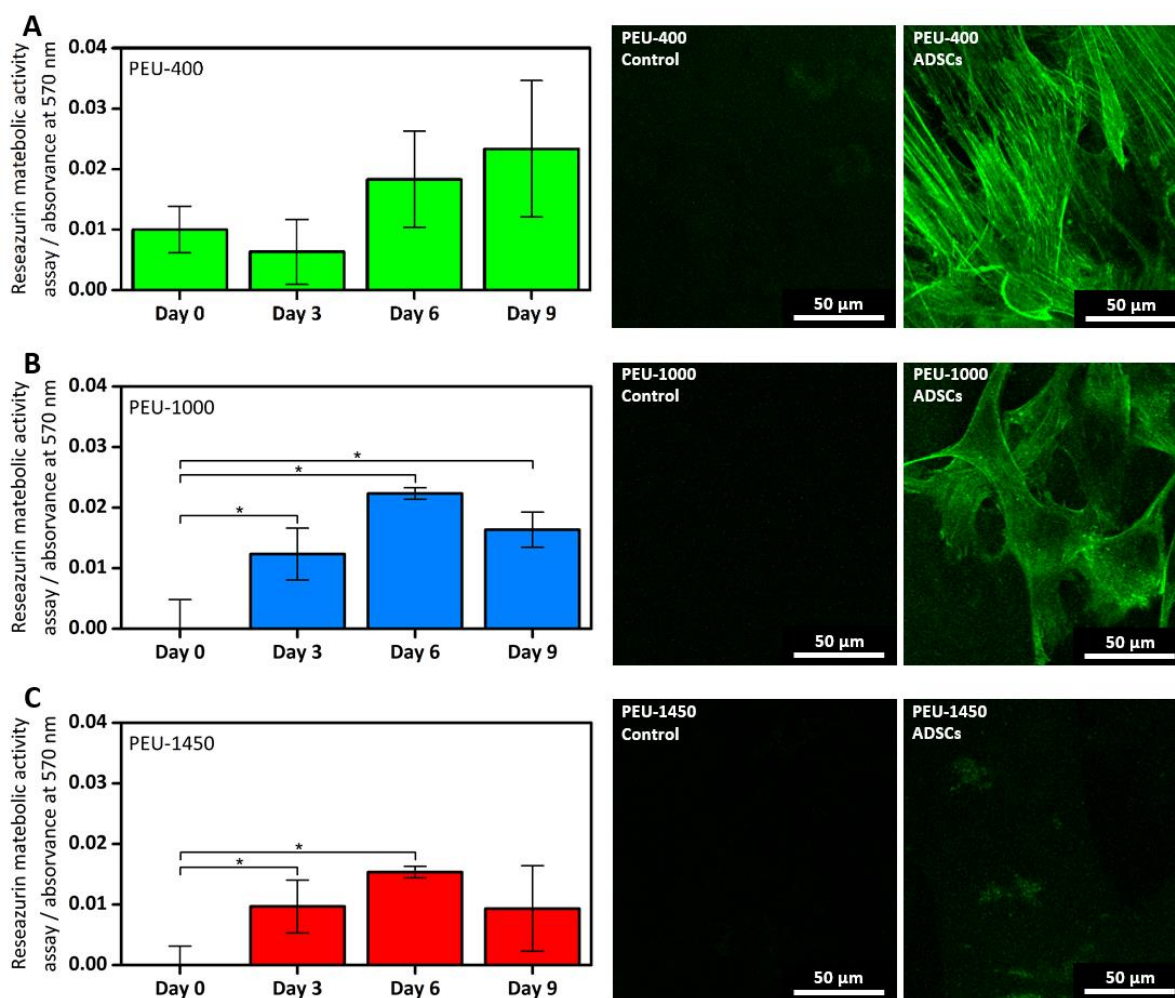 A
Reseazurin matebolic activity
assay / absorvance at 570 nm
0.04
0.03
0.02
0.01
0.00
PEU-400
Day 0 Day 3 Day 6 Day 9
PEU-400
Control
50 µm
PEU-400
ADSCs
50 µm
B
Reseazurin matebolic activity
assay / absorvance at 570 nm
0.04
0.03
0.02
0.01
0.00
PEU-1000
*
*
*
Day 0 Day 3 Day 6 Day 9
PEU-1000
Control
50 µm
PEU-1000
ADSCs
50 µm
C
Reseazurin matebolic activity
assay / absorvance at 570 nm
0.04
0.03
0.02
0.01
0.00
PEU-1450
*
*
Day 0 Day 3 Day 6 Day 9
PEU-1450
Control
50 µm
PEU-1450
ADSCs
50 µm